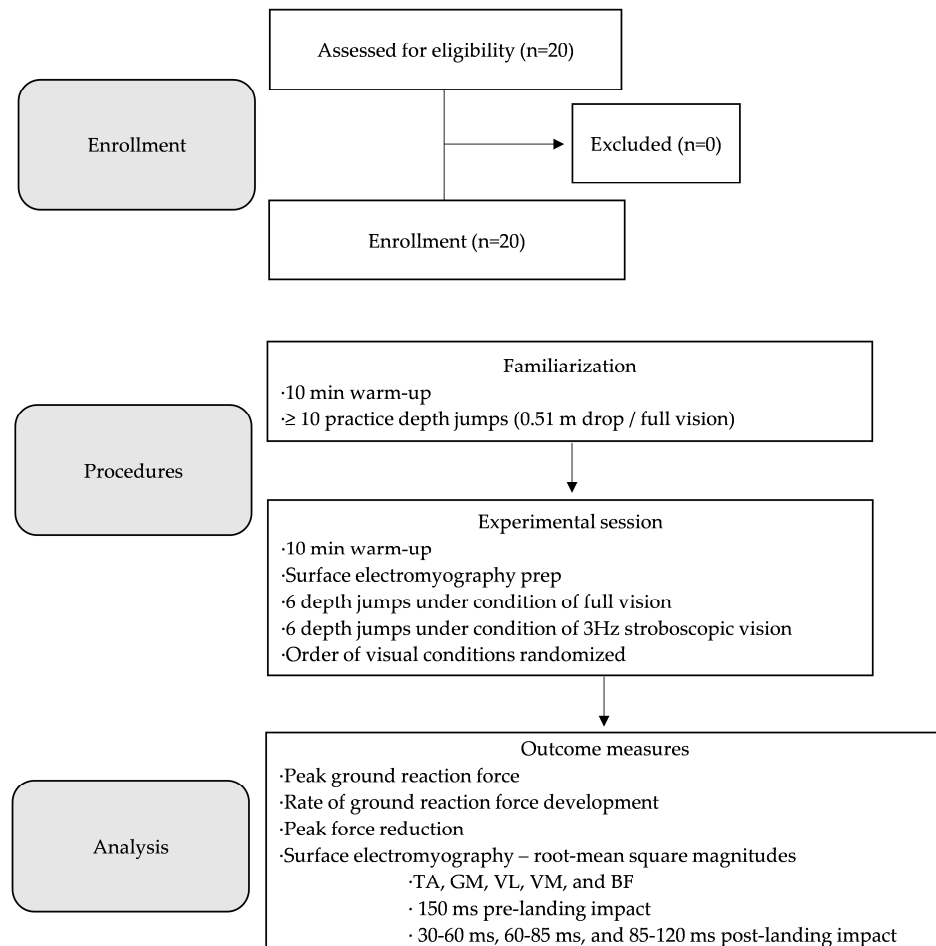 Assessed for eligibility (n=20)
Enrollment
Excluded (n=0)
Enrollment (n=20)
Familiarization
·10 min warm-up
·≥ 10 practice depth jumps (0.51 m drop / full vision)
Procedures
Experimental session
·10 min warm-up
·Surface electromyography prep
·6 depth jumps under condition of full vision
·6 depth jumps under condition of 3Hz stroboscopic vision
·Order of visual conditions randomized
Outcome measures
·Peak ground reaction force
·Rate of ground reaction force development
·Peak force reduction
·Surface electromyography – root-mean square magnitudes
·TA, GM, VL, VM, and BF
· 150 ms pre-landing impact
· 30-60 ms, 60-85 ms, and 85-120 ms post-landing impact
Analysis